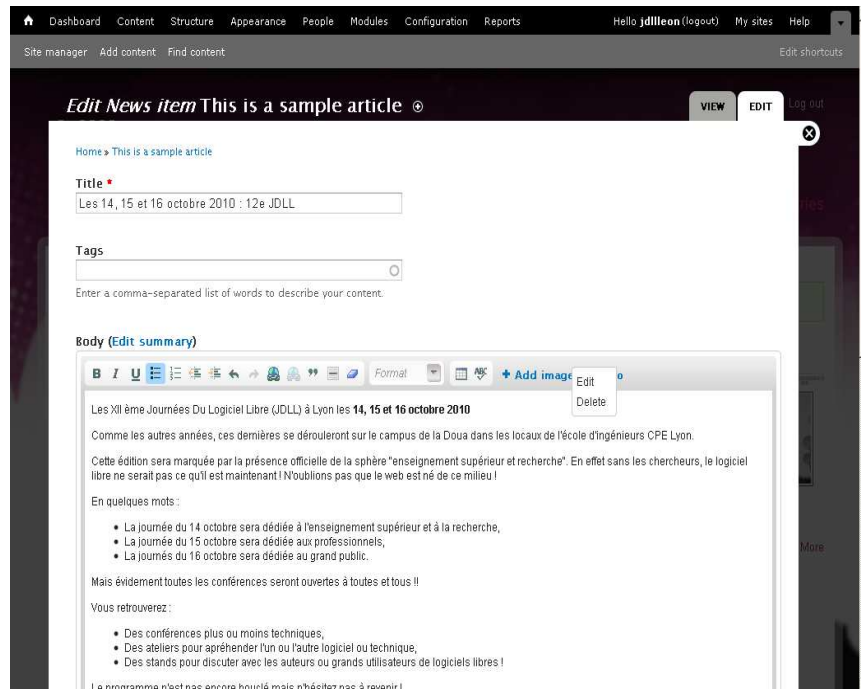 Dashboard Content Structure Appearance People Modules Configuration Reports Hello jdllleon (logout) My sites Help
Site manager Add content Find content Edit shortcuts
Edit News item This is a sample article
VIEW EDIT Log out
Home » This is a sample article
Title *
Les 14, 15 et 16 octobre 2010 : 12e JDLL
Tags
Enter a comma-separated list of words to describe your content.
Body (Edit summary)
B I U Format ABC + Add image
Edit
Delete
Les XII ème Journées Du Logiciel Libre (JDLL) à Lyon les 14, 15 et 16 octobre 2010
Comme les autres années, ces dernières se dérouleront sur le campus de la Doua dans les locaux de l'école d'ingénieurs CPE Lyon.
Cette édition sera marquée par la présence officielle de la sphère "enseignement supérieur et recherche". En effet sans les chercheurs, le logiciel
libre ne serait pas ce qu'il est maintenant ! N'oublions pas que le web est né de ce milieu !
En quelques mots :
• La journée du 14 octobre sera dédiée à l'enseignement supérieur et à la recherche,
• La journée du 15 octobre sera dédiée aux professionnels,
• La journés du 16 octobre sera dédiée au grand public.
Mais évidement toutes les conférences seront ouvertes à toutes et tous !!
Vous retrouverez :
• Des conférences plus ou moins techniques,
• Des ateliers pour apréhender l'un ou l'autre logiciel ou technique,
• Des stands pour discuter avec les auteurs ou grands utilisateurs de logiciels libres !
Le programme n'est pas encore bouclé mais n'hésitez pas à revenir !
More